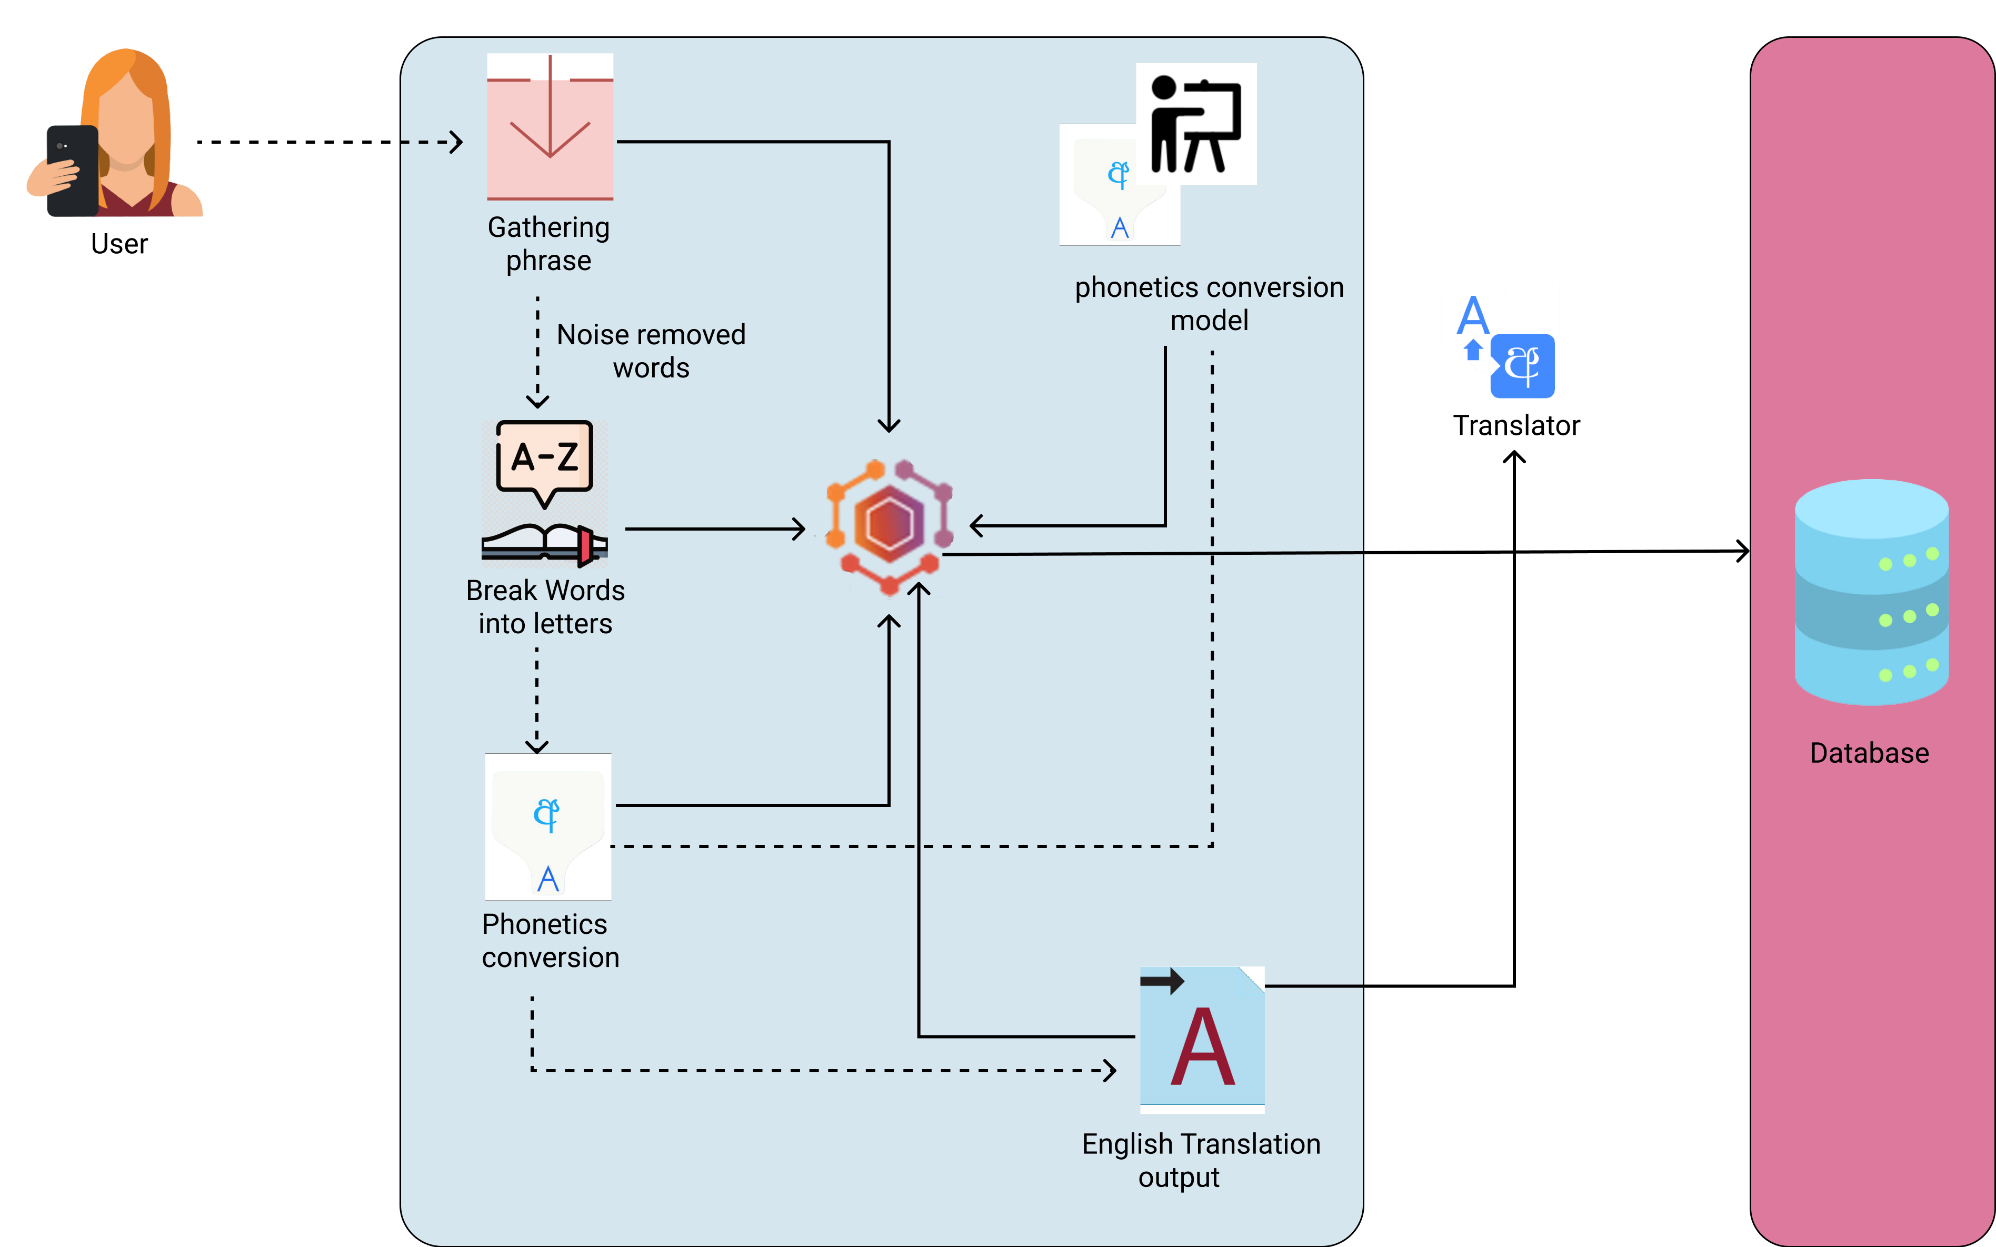 User
Gathering
phrase
Noise removed
words
A-Z
Break Words
into letters
අ
A
Phonetics
conversion
අ
A
phonetics conversion
model
A
English Translation
output
A
අ
Translator
Database